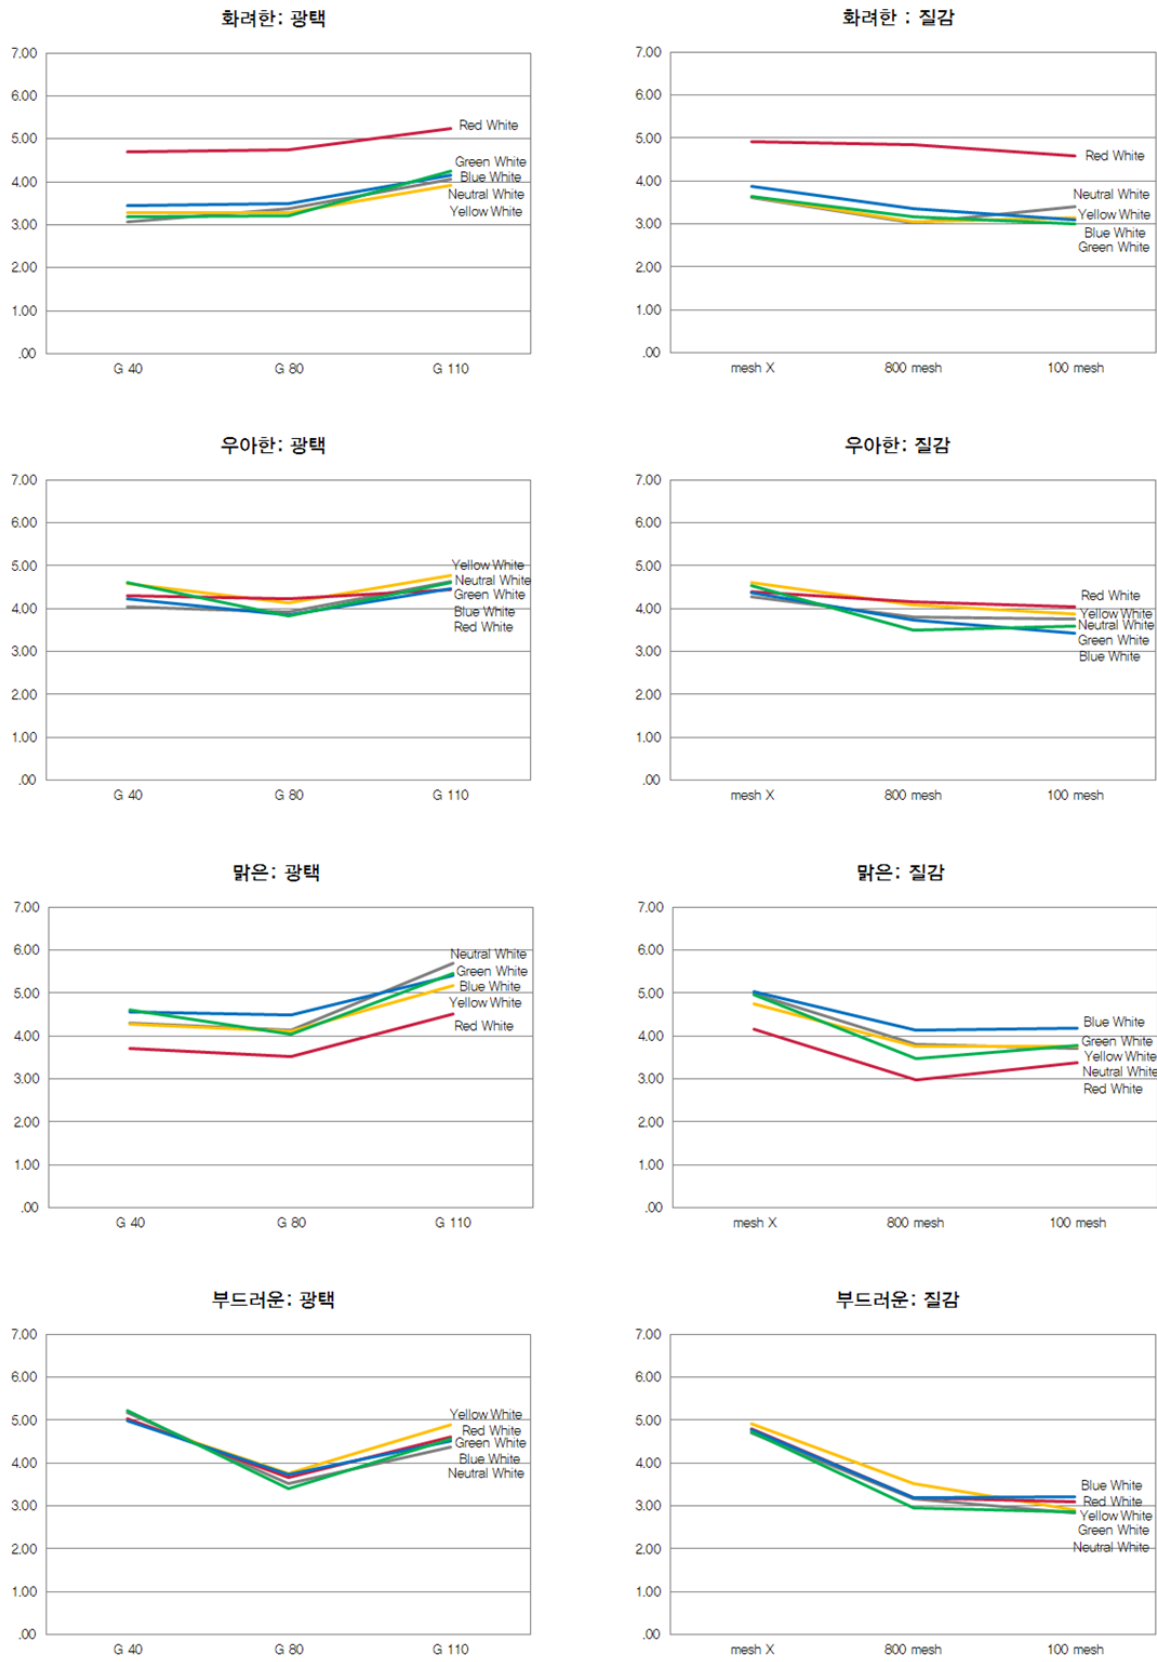 화려한: 광택
7.00
6.00
5.00
4.00
3.00
2.00
1.00
.00
Red White
Green White
Blue White
Neutral White
Yellow White
G 40
G 80
G 110
화려한 : 질감
7.00
6.00
5.00
4.00
3.00
2.00
1.00
.00
Red White
Neutral White
Yellow White
Blue White
Green White
mesh X
800 mesh
100 mesh
우아한: 광택
7.00
6.00
5.00
4.00
3.00
2.00
1.00
.00
Yellow White
Neutral White
Green White
Blue White
Red White
G 40
G 80
G 110
우아한: 질감
7.00
6.00
5.00
4.00
3.00
2.00
1.00
.00
Red White
Yellow White
Neutral White
Green White
Blue White
mesh X
800 mesh
100 mesh
맑은: 광택
7.00
6.00
5.00
4.00
3.00
2.00
1.00
.00
Neutral White
Green White
Blue White
Yellow White
Red White
G 40
G 80
G 110
맑은: 질감
7.00
6.00
5.00
4.00
3.00
2.00
1.00
.00
Blue White
Green White
Yellow White
Neutral White
Red White
mesh X
800 mesh
100 mesh
부드러운: 광택
7.00
6.00
5.00
4.00
3.00
2.00
1.00
.00
Yellow White
Red White
Green White
Blue White
Neutral White
G 40
G 80
G 110
부드러운: 질감
7.00
6.00
5.00
4.00
3.00
2.00
1.00
.00
Blue White
Red White
Yellow White
Green White
Neutral White
mesh X
800 mesh
100 mesh